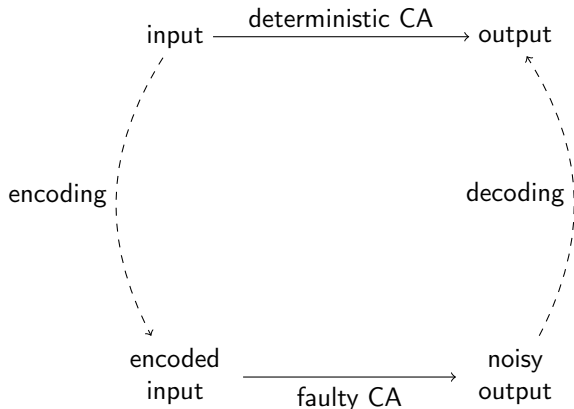 deterministic CA
input
output
encoding
decoding
encoded
input
noisy
output
faulty CA